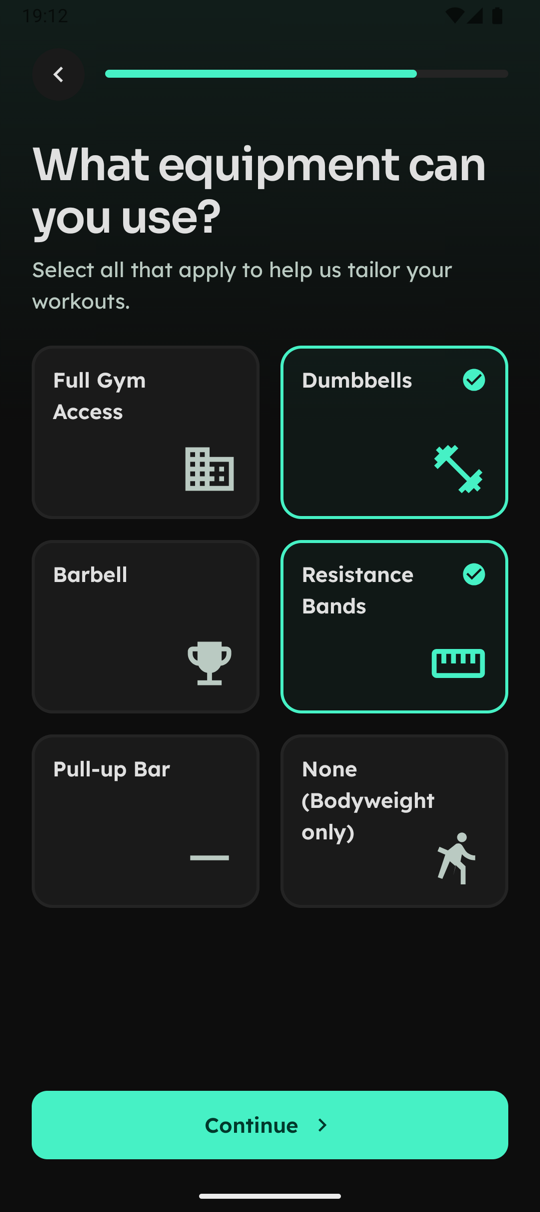 19:12
What equipment can
you use?
Select all that apply to help us tailor your
workouts.
Full Gym
Access
Dumbbells
Barbell
Resistance
Bands
Pull-up Bar
None
(Bodyweight
only)
Continue